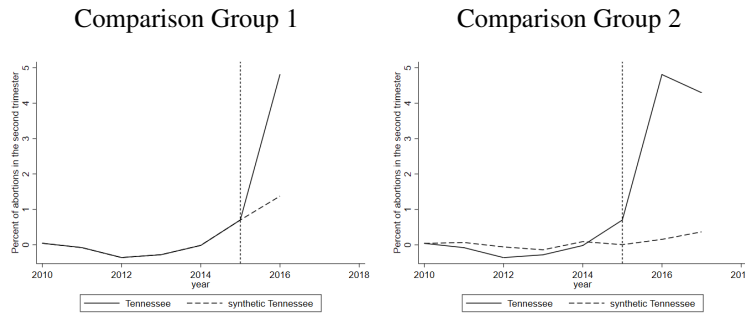 Comparison Group 1
Percent of abortions in the second trimester
5
4
3
2
1
0
2010 2012 2014 2016 2018
year
Tennessee synthetic Tennessee
Comparison Group 2
Percent of abortions in the second trimester
5
4
3
2
1
0
2010 2012 2014 2016 201
year
Tennessee synthetic Tennessee